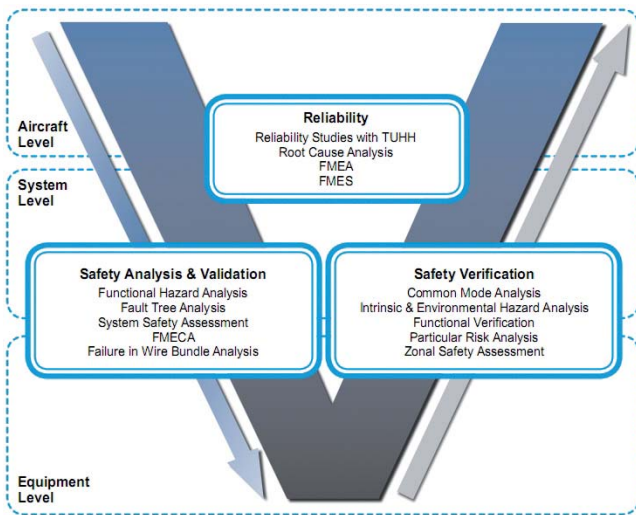 Reliability
Reliability Studies with TUHH
Root Cause Analysis
FMEA
FMES
Aircraft
Level
System
Level
Safety Analysis & Validation
Functional Hazard Analysis
Fault Tree Analysis
System Safety Assessment
FMECA
Failure in Wire Bundle Analysis
Safety Verification
Common Mode Analysis
Intrinsic & Environmental Hazard Analysis
Functional Verification
Particular Risk Analysis
Zonal Safety Assessment
Equipment
Level